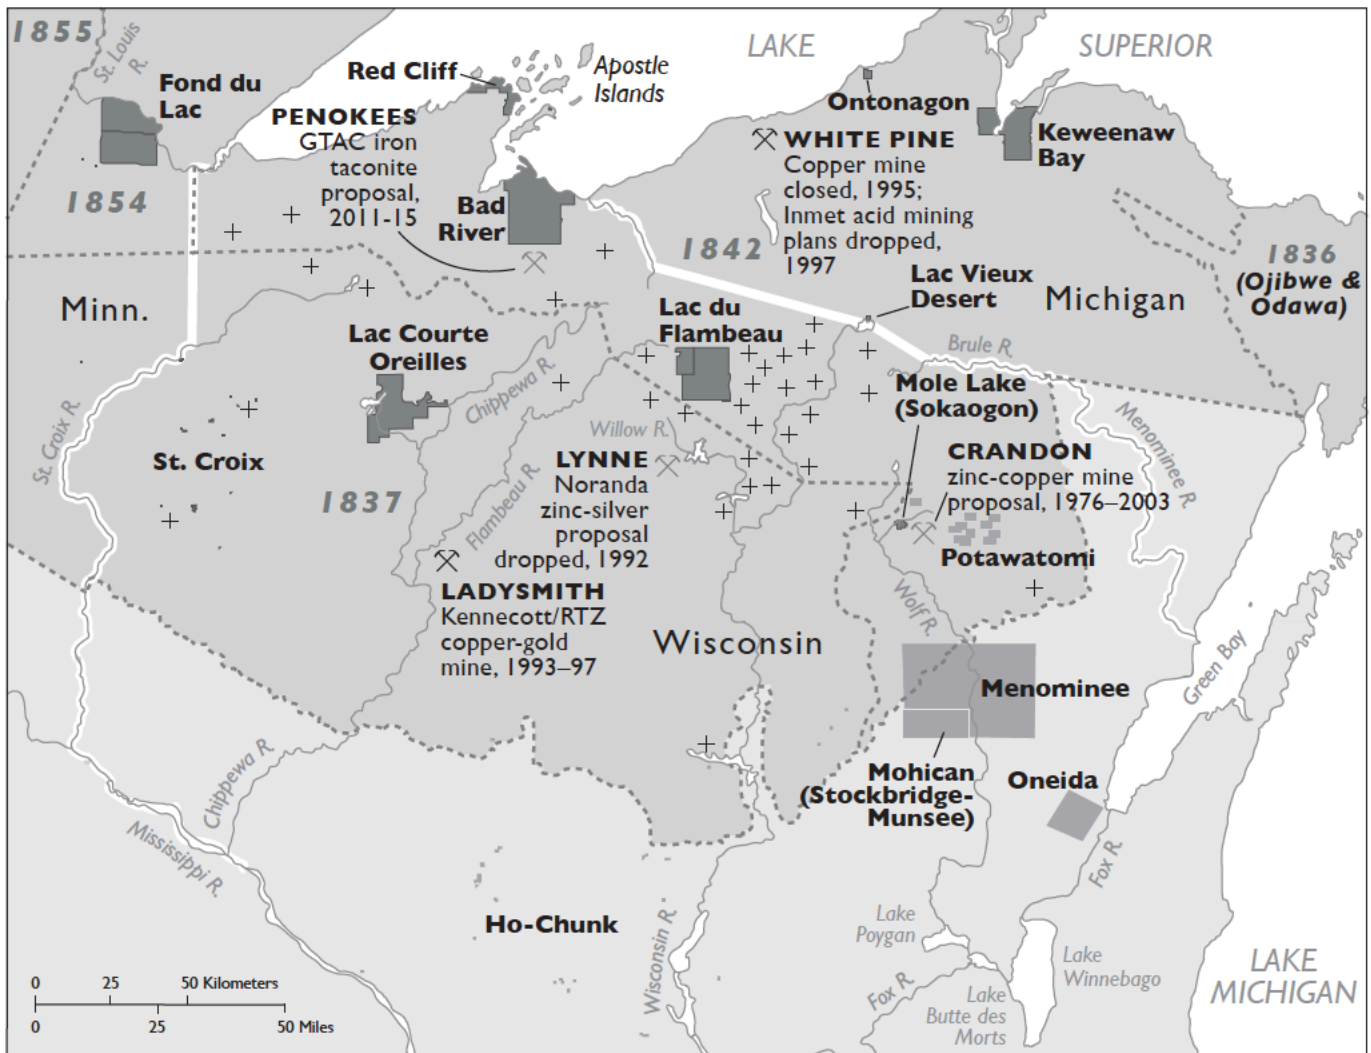 1855
St. Louis
R.
Fond du
Lac
Red Cliff
Apostle
Islands
LAKE SUPERIOR
PENOKEES
GTAC iron
taconite
proposal,
2011-15
Bad
River
1854
Ontonagon
WHITE PINE
Copper mine
closed, 1995;
Inmet acid mining
plans dropped,
1997
Keweenaw
Bay
1842
1836
(Ojibwe &
Odawa)
Minn.
Lac Vieux
Desert
Michigan
Lac du
Flambeau
Lac Courte
Oreilles
Chippewa R.
Brule R.
Mole Lake
(Sokaogon)
Menominee R.
St. Croix R.
St. Croix
Willow R.
LYNNE
Noranda
zinc-silver
proposal
dropped, 1992
Flambeau R.
CRANDON
zinc-copper mine
proposal, 1976–2003
1837
Potawatomi
LADYSMITH
Kennecott/RTZ
copper-gold
mine, 1993–97
Wolf R.
Wisconsin
Menominee
Green Bay
Chippewa R.
Mississippi R.
Mohican
(Stockbridge-
Munsee)
Oneida
Fox R.
Ho-Chunk
Wisconsin R.
Lake
Poygan
Fox R.
Lake
Winnebago
Lake
Butte des
Morts
LAKE
MICHIGAN
0 25 50 Kilometers
0 25 50 Miles